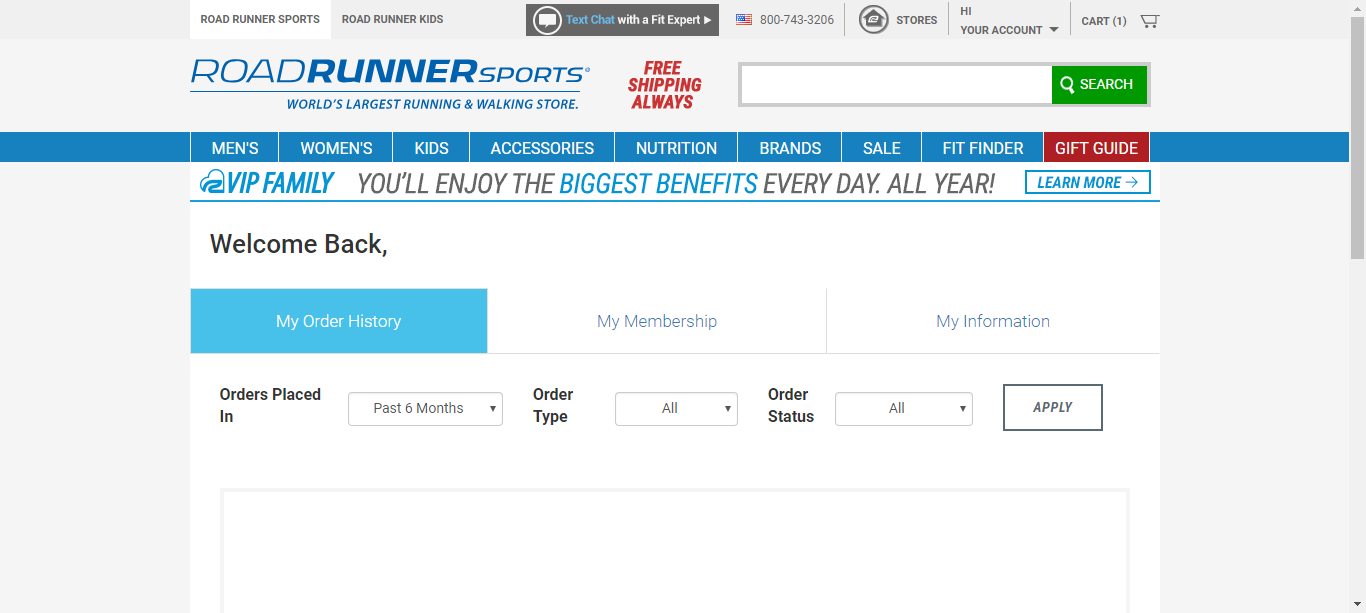 ROAD RUNNER SPORTS
ROAD RUNNER KIDS
Text Chat with a Fit Expert
800-743-3206
STORES
HI
YOUR ACCOUNT
CART (1)
ROADRUNNERSPORTS
WORLD'S LARGEST RUNNING & WALKING STORE.
FREE
SHIPPING
ALWAYS
SEARCH
MEN'S
WOMEN'S
KIDS
ACCESSORIES
NUTRITION
BRANDS
SALE
FIT FINDER
GIFT GUIDE
VIP FAMILY
YOU'LL ENJOY THE BIGGEST BENEFITS EVERY DAY. ALL YEAR!
LEARN MORE →
Welcome Back,
My Order History
My Membership
My Information
Orders Placed
In
Past 6 Months
Order
Type
All
Order
Status
All
APPLY